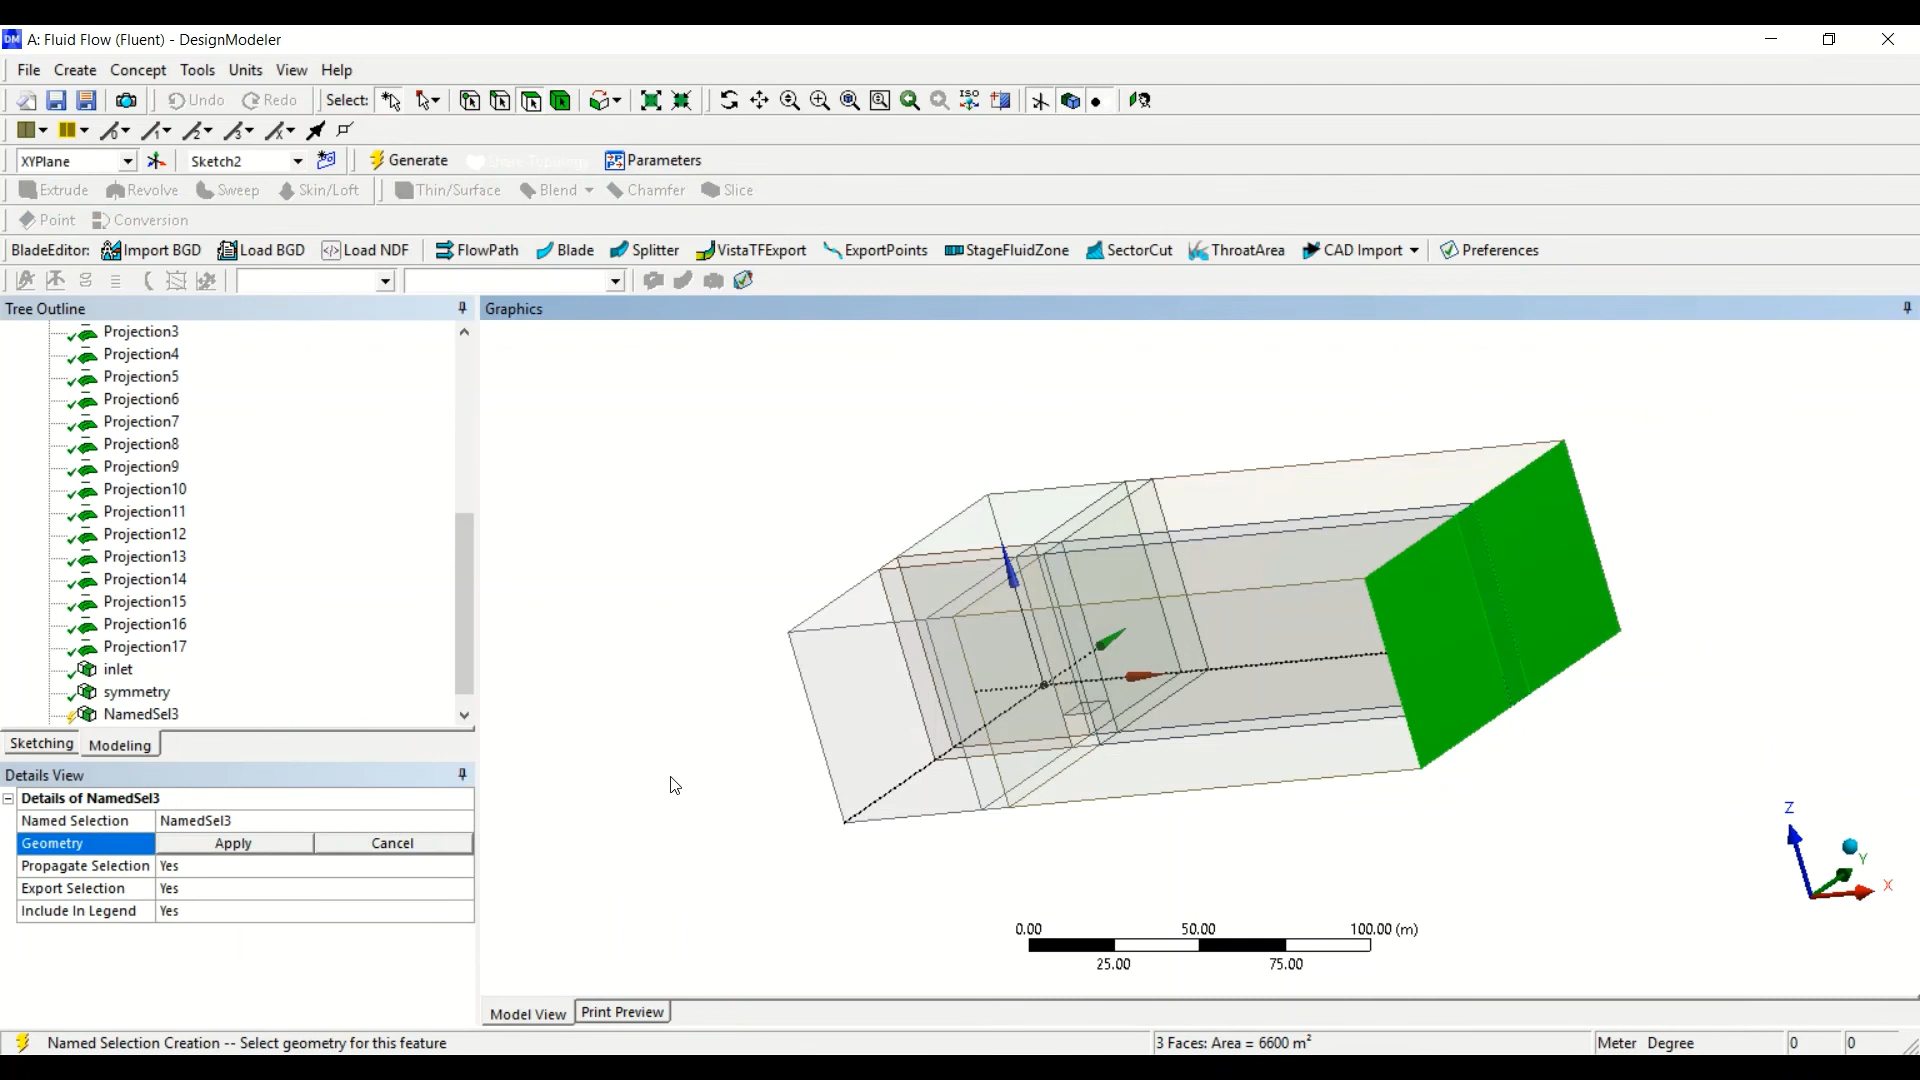 DM A: Fluid Flow (Fluent) - DesignModeler
File Create Concept Tools Units View Help
Undo Redo Select: ISO
XYPlane Sketch2 Generate Share Topology Parameters
Extrude Revolve Sweep Skin/Loft Thin/Surface Blend Chamfer Slice
Point Conversion
BladeEditor: Import BGD Load BGD Load NDF FlowPath Blade Splitter VistaTFExport ExportPoints StageFluidZone SectorCut ThroatArea CAD Import Preferences
Tree Outline
Projection3
Projection4
Projection5
Projection6
Projection7
Projection8
Projection9
Projection10
Projection11
Projection12
Projection13
Projection14
Projection15
Projection16
Projection17
inlet
symmetry
NamedSel3
Sketching Modeling
Details View
Details of NamedSel3
Named Selection NamedSel3
Geometry Apply Cancel
Propagate Selection Yes
Export Selection Yes
Include In Legend Yes
Graphics
Z
Y
X
0.00 50.00 100.00 (m)
25.00 75.00
Model View Print Preview
Named Selection Creation -- Select geometry for this feature 3 Faces: Area = 6600 m² Meter Degree 0 0